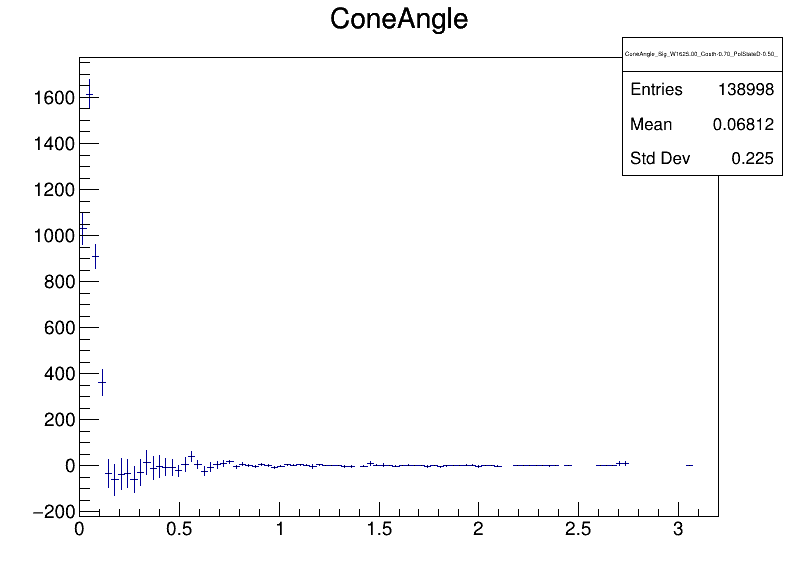 ConeAngle
ConeAngle_Sig_W1625.00_Costh-0.70_PolStateD-0.50_
Entries 138998
Mean 0.06812
Std Dev 0.225
1600
1400
1200
1000
800
600
400
200
0
−200
0 0.5 1 1.5 2 2.5 3